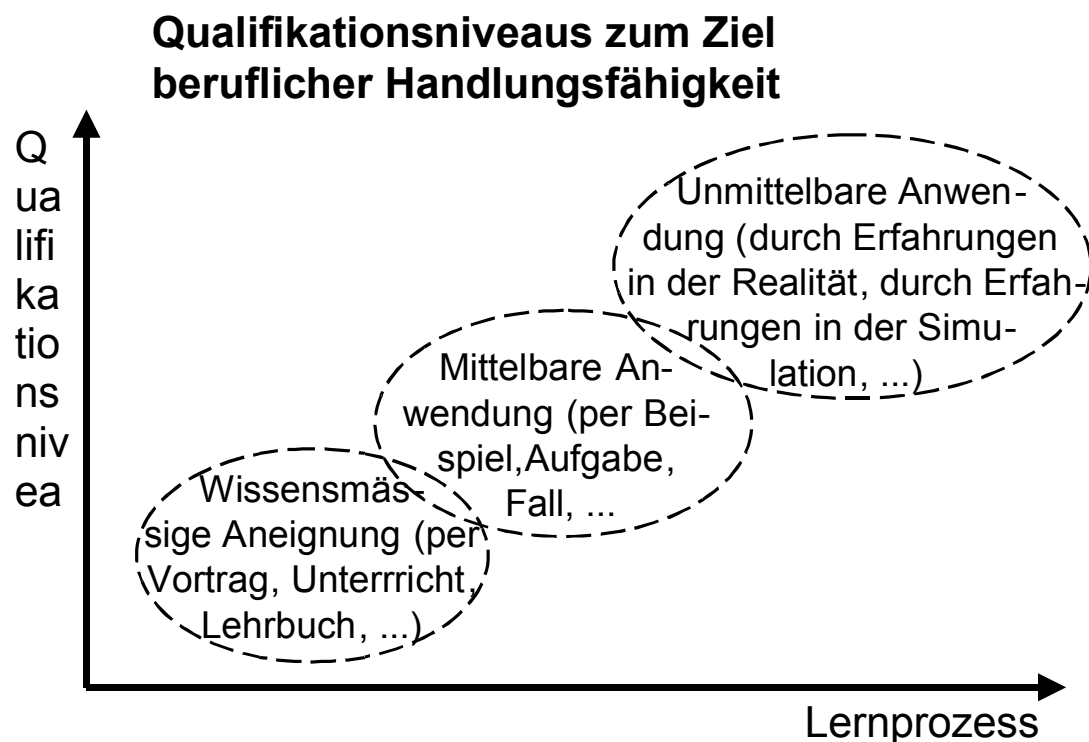 Qualifikationsniveaus zum Ziel
beruflicher Handlungsfähigkeit
Q
ua
lifi
ka
tio
ns
niv
ea
Unmittelbare Anwen-
dung (durch Erfahrungen
in der Realität, durch Erfah-
rungen in der Simu-
lation, ...)
Mittelbare An-
wendung (per Bei-
spiel,Aufgabe,
Fall, ...
Wissensmäs-
sige Aneignung (per
Vortrag, Unterrricht,
Lehrbuch, ...)
Lernprozess